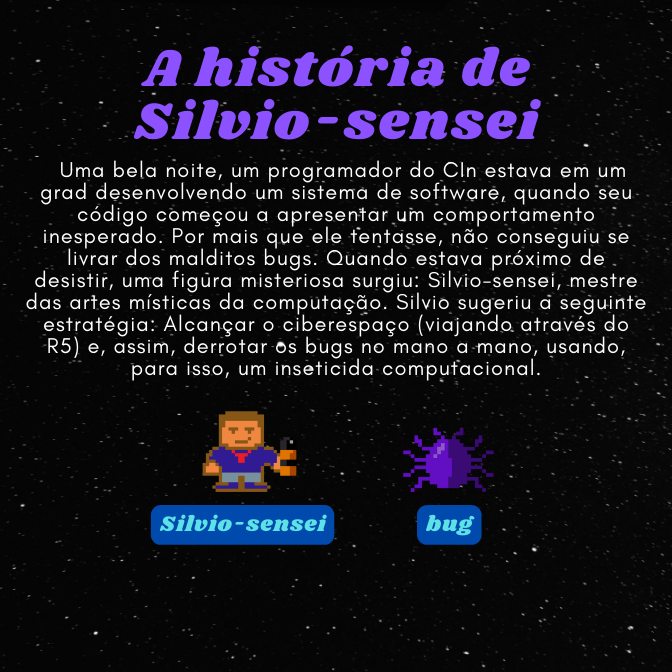 A história de
Silvio-sensei
Uma bela noite, um programador do CIn estava em um
grad desenvolvendo um sistema de software, quando seu
código começou a apresentar um comportamento
inesperado. Por mais que ele tentasse, não conseguiu se
livrar dos malditos bugs. Quando estava próximo de
desistir, uma figura misteriosa surgiu: Silvio-sensei, mestre
das artes místicas da computação. Silvio sugeriu a seguinte
estratégia: Alcançar o ciberespaço (viajando através do
R5) e, assim, derrotar os bugs no mano a mano, usando,
para isso, um inseticida computacional.
Silvio-sensei
bug